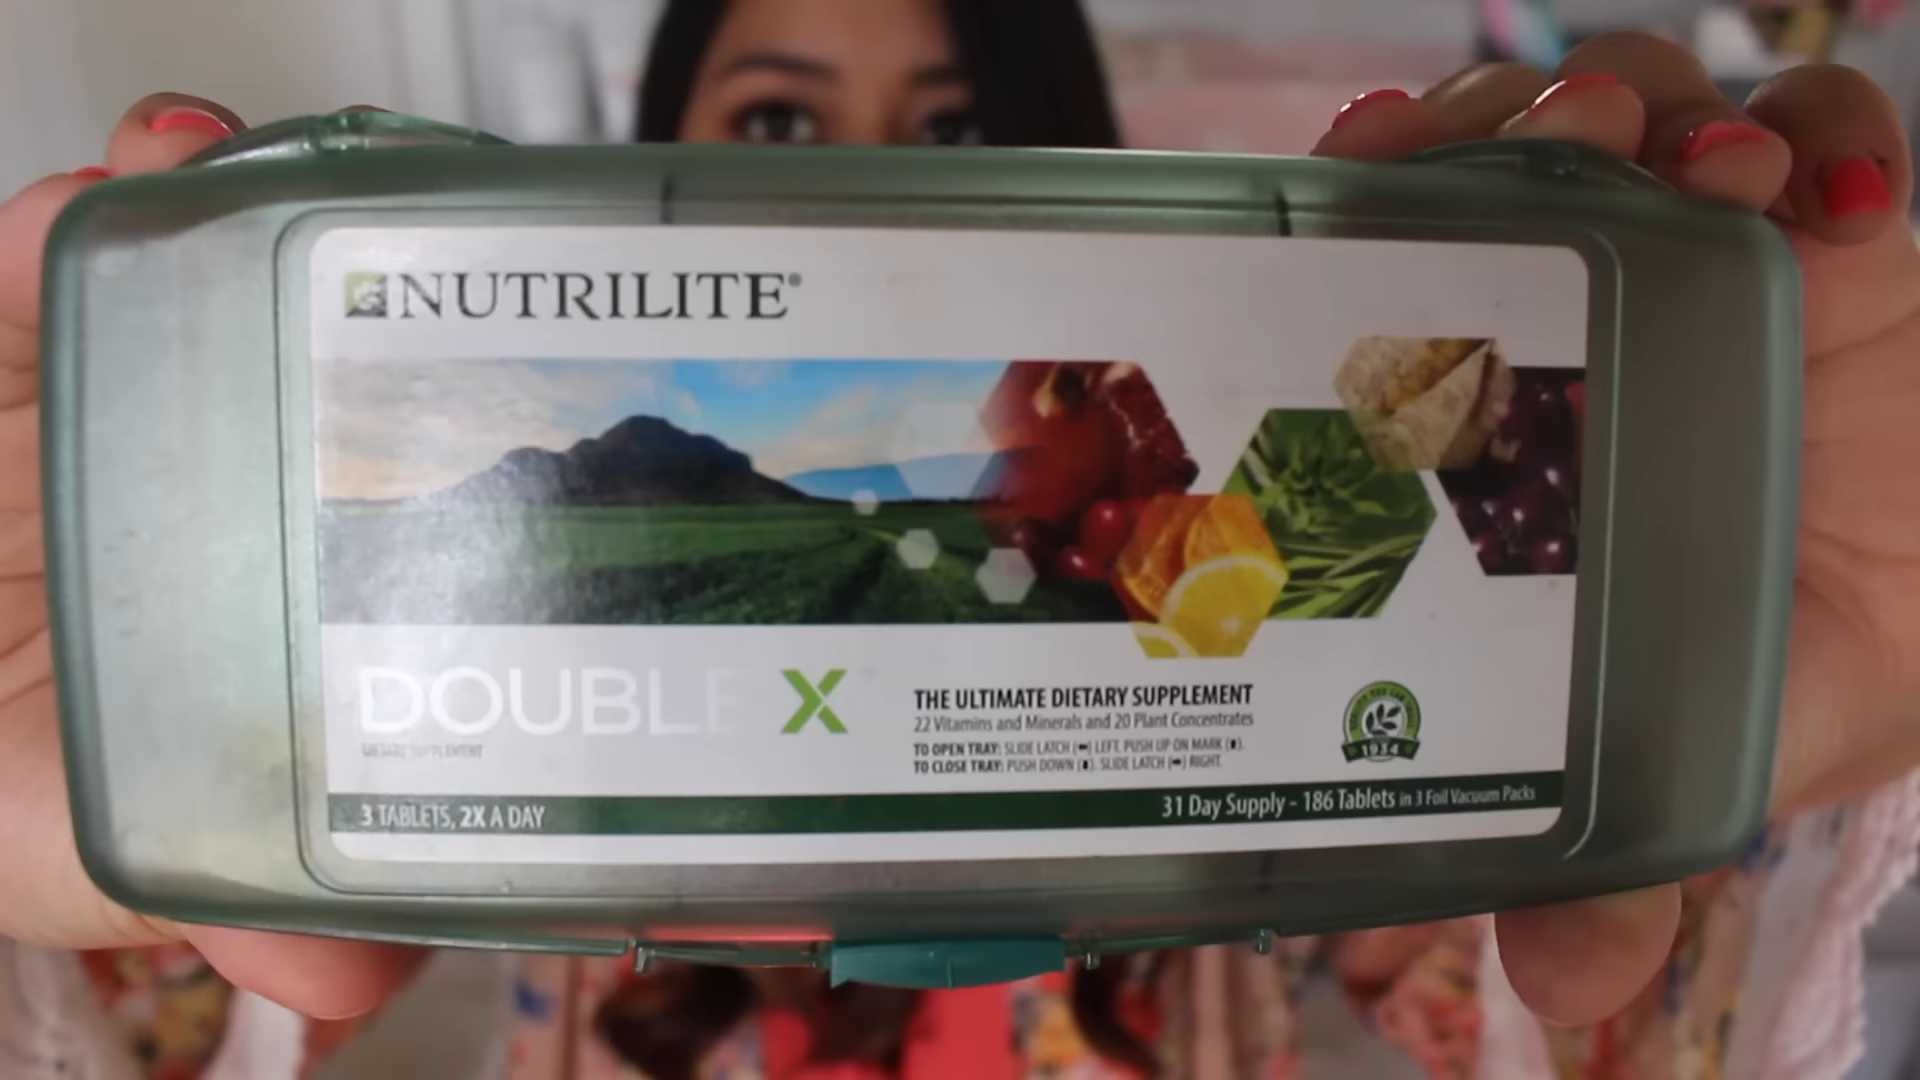 NUTRILITE®
DOUBLE X
DIETARY SUPPLEMENT
THE ULTIMATE DIETARY SUPPLEMENT
22 Vitamins and Minerals and 20 Plant Concentrates
TO OPEN TRAY: SLIDE LATCH (⬅) LEFT. PUSH UP ON MARK (▮).
TO CLOSE TRAY: PUSH DOWN (▮). SLIDE LATCH (➡) RIGHT.
1934
3 TABLETS, 2X A DAY
31 Day Supply - 186 Tablets in 3 Foil Vacuum Packs